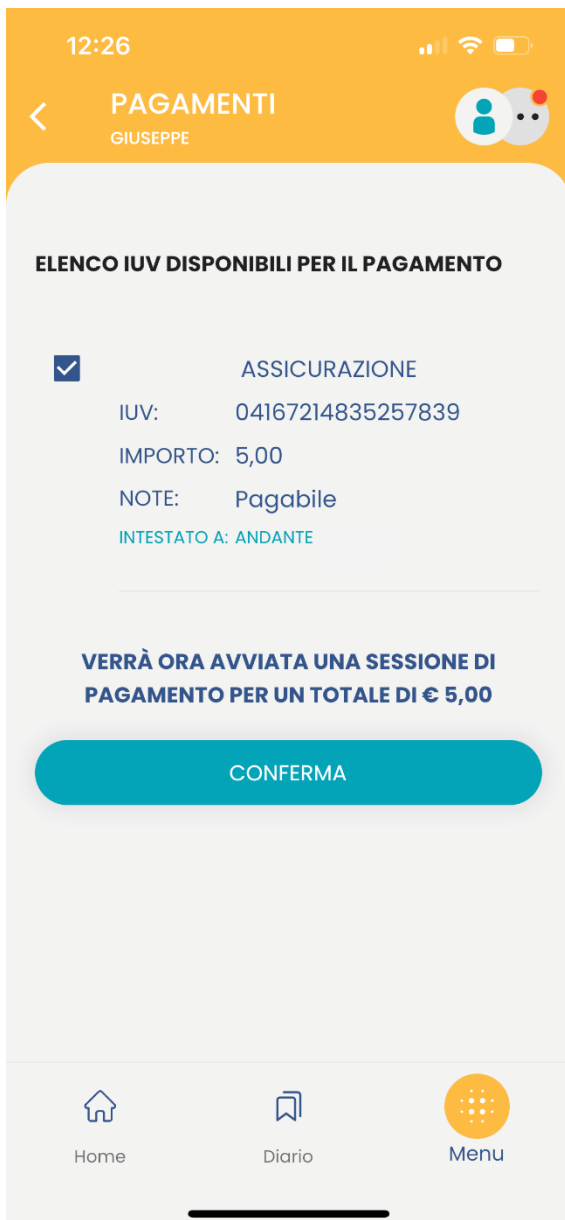 12:26
PAGAMENTI
GIUSEPPE
ELENCO IUV DISPONIBILI PER IL PAGAMENTO
ASSICURAZIONE
IUV: 04167214835257839
IMPORTO: 5,00
NOTE: Pagabile
INTESTATO A: ANDANTE
VERRÀ ORA AVVIATA UNA SESSIONE DI
PAGAMENTO PER UN TOTALE DI € 5,00
CONFERMA
Home Diario Menu